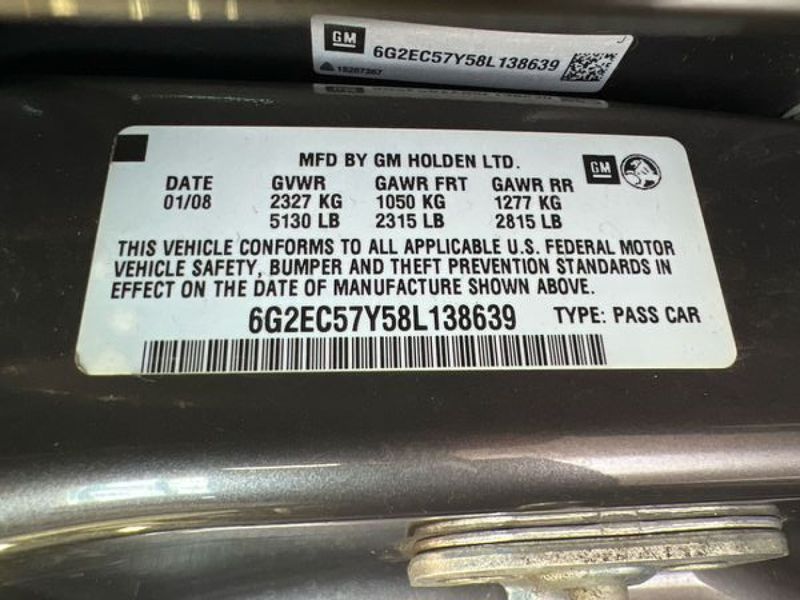 GM
6G2EC57Y58L138639
MFD BY GM HOLDEN LTD.
GM
DATE GVWR GAWR FRT GAWR RR
01/08 2327 KG 1050 KG 1277 KG
5130 LB 2315 LB 2815 LB
THIS VEHICLE CONFORMS TO ALL APPLICABLE U.S. FEDERAL MOTOR
VEHICLE SAFETY, BUMPER AND THEFT PREVENTION STANDARDS IN
EFFECT ON THE DATE OF MANUFACTURE SHOWN ABOVE.
6G2EC57Y58L138639 TYPE: PASS CAR